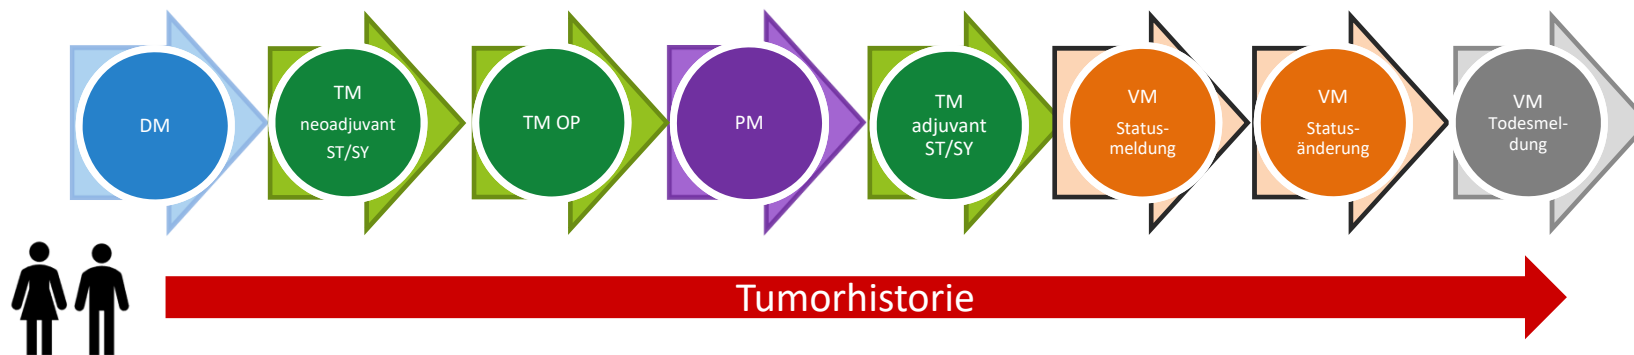 DM
TM
neoadjuvant
ST/SY
TM OP
PM
TM
adjuvant
ST/SY
VM
Status-
meldung
VM
Status-
änderung
VM
Todesmel-
dung
Tumorhistorie